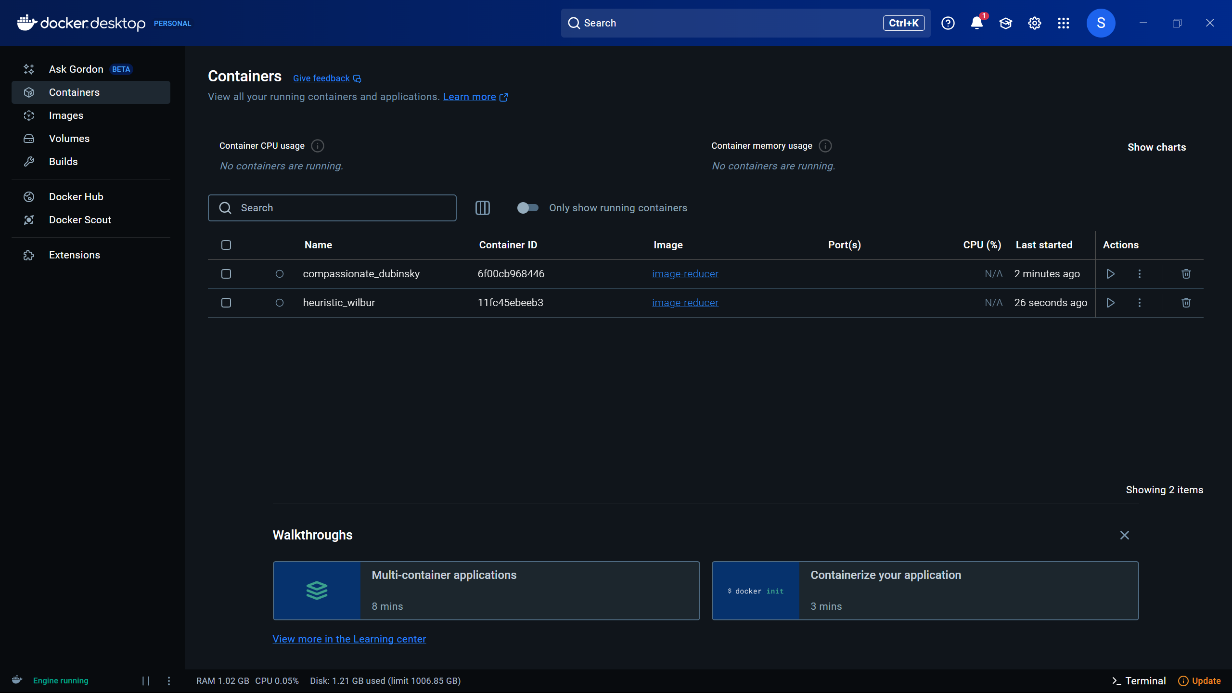 docker.desktop PERSONAL
Search Ctrl+K
1
S
Ask Gordon BETA
Containers
Images
Volumes
Builds
Docker Hub
Docker Scout
Extensions
Containers Give feedback
View all your running containers and applications. Learn more
Container CPU usage
No containers are running.
Container memory usage
No containers are running.
Show charts
Search
Only show running containers
Name Container ID Image Port(s) CPU (%) Last started Actions
compassionate_dubinsky 6f00cb968446 image reducer N/A 2 minutes ago
heuristic_wilbur 11fc45ebeeb3 image reducer N/A 26 seconds ago
Showing 2 items
Walkthroughs
Multi-container applications
8 mins
$ docker init
Containerize your application
3 mins
View more in the Learning center
Engine running
RAM 1.02 GB CPU 0.05% Disk: 1.21 GB used (limit 1006.85 GB)
Terminal
Update